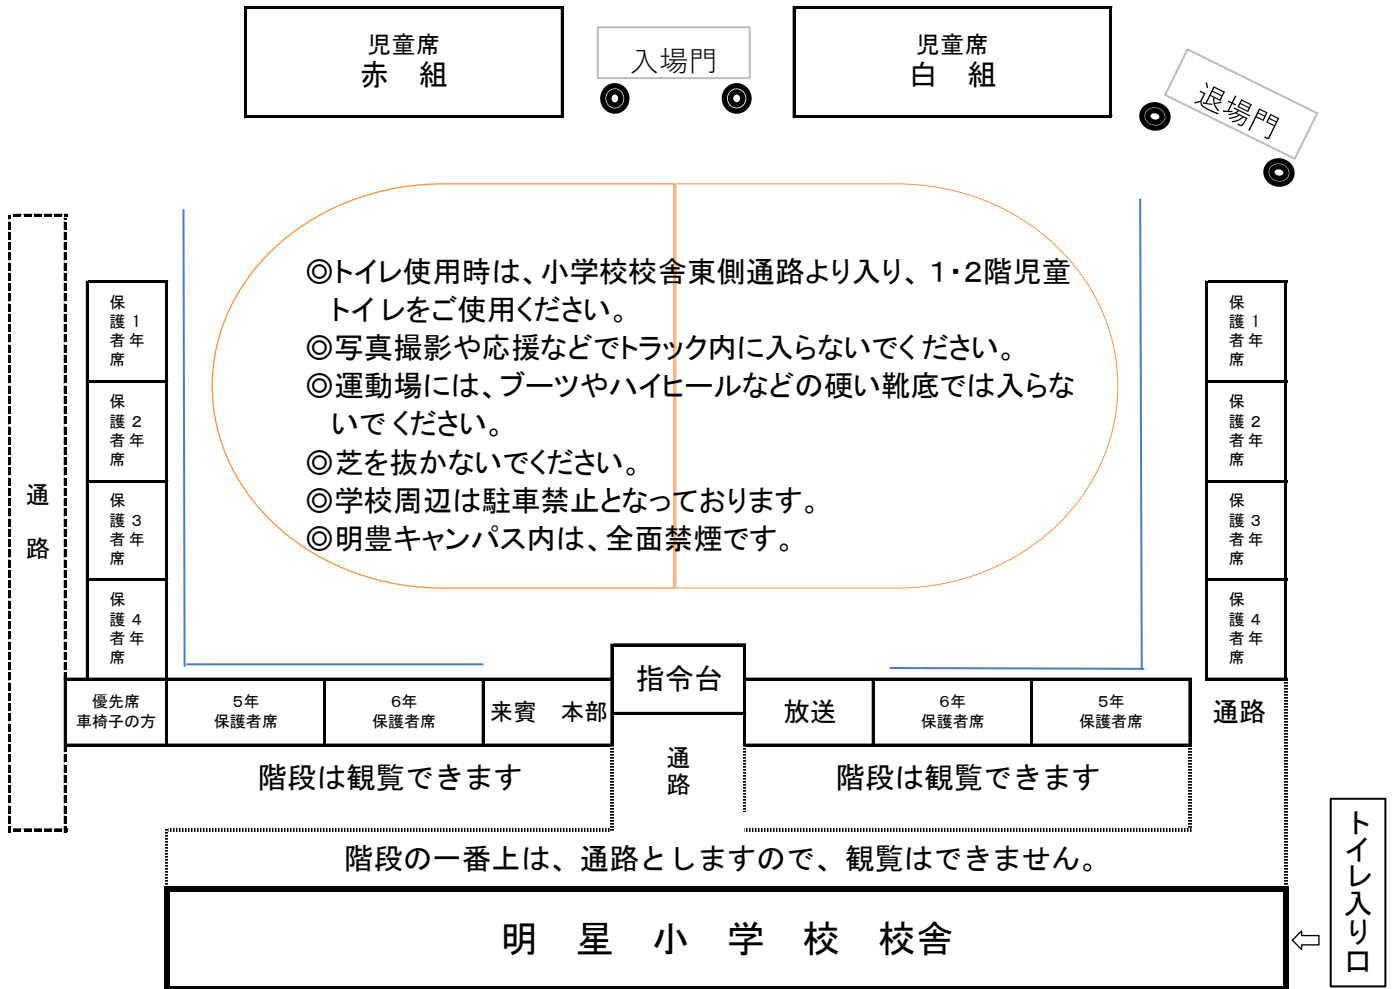 児童席
赤　組
入場門
児童席
白　組
退場門
◎トイレ使用時は、小学校校舎東側通路より入り、１・２階児童
トイレをご使用ください。
◎写真撮影や応援などでトラック内に入らないでください。
◎運動場には、ブーツやハイヒールなどの硬い靴底では入らな
いでください。
◎芝を抜かないでください。
◎学校周辺は駐車禁止となっております。
◎明豊キャンパス内は、全面禁煙です。
通路
１年保護者席
２年保護者席
３年保護者席
４年保護者席
１年保護者席
２年保護者席
３年保護者席
４年保護者席
優先席
車椅子の方
５年
保護者席
６年
保護者席
来賓　本部
指令台
放送
６年
保護者席
５年
保護者席
通路
階段は観覧できます
通路
階段は観覧できます
階段の一番上は、通路としますので、観覧はできません。
明　星　小　学　校　校舎
⇦
トイレ入り口